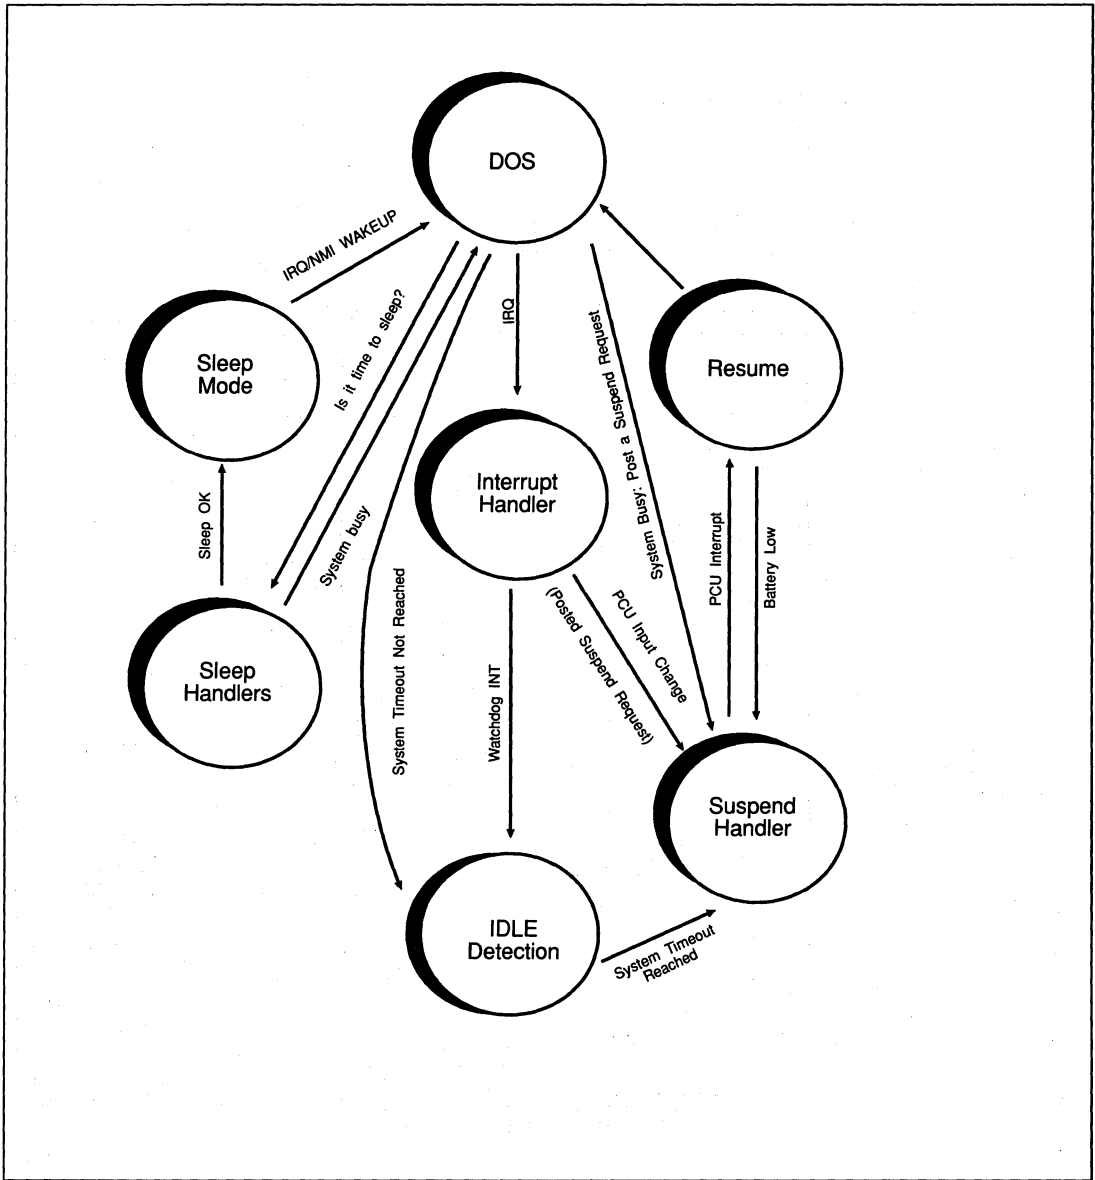 DOS
IRQ/NMI WAKEUP
Is it time to sleep?
IRQ
System Busy: Post a Suspend Request
Sleep
Mode
Resume
Interrupt
Handler
Sleep OK
System busy
System Timeout Not Reached
PCU Interrupt
Battery Low
PCU Input Change
(Posted Suspend Request)
Sleep
Handlers
Watchdog INT
Suspend
Handler
IDLE
Detection
System Timeout
Reached